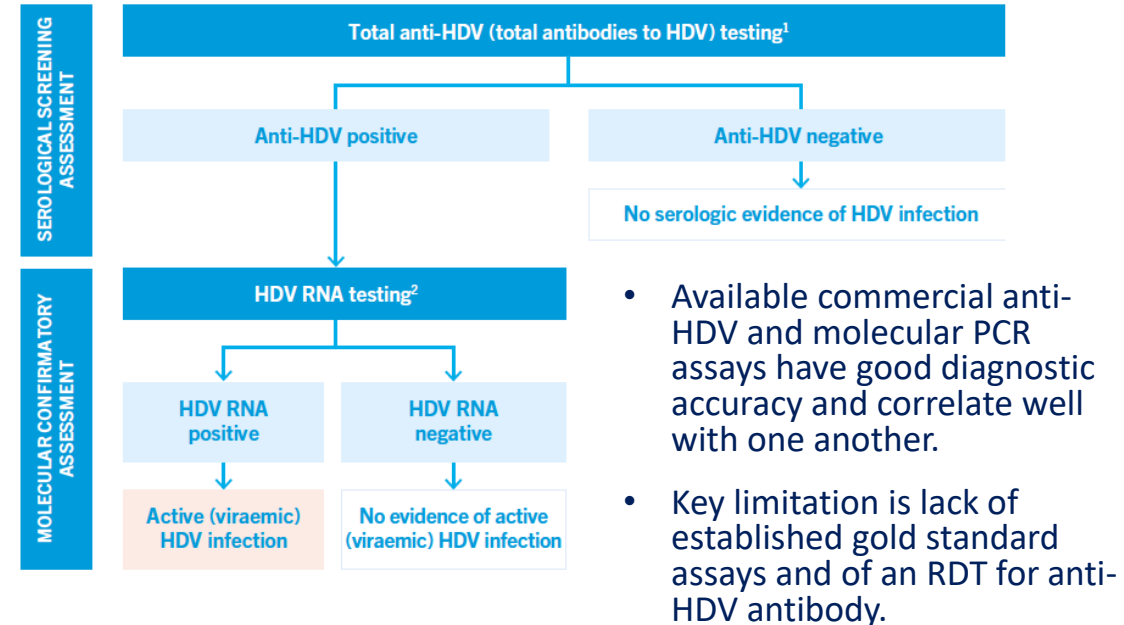 SEROLOGICAL SCREENING
ASSESSMENT
Total anti-HDV (total antibodies to HDV) testing¹
Anti-HDV positive
Anti-HDV negative
No serologic evidence of HDV infection
MOLECULAR CONFIRMATORY
ASSESSMENT
HDV RNA testing²
HDV RNA
positive
HDV RNA
negative
Active (viraemic)
HDV infection
No evidence of active
(viraemic) HDV infection
• Available commercial anti-
HDV and molecular PCR
assays have good diagnostic
accuracy and correlate well
with one another.
• Key limitation is lack of
established gold standard
assays and of an RDT for anti-
HDV antibody.